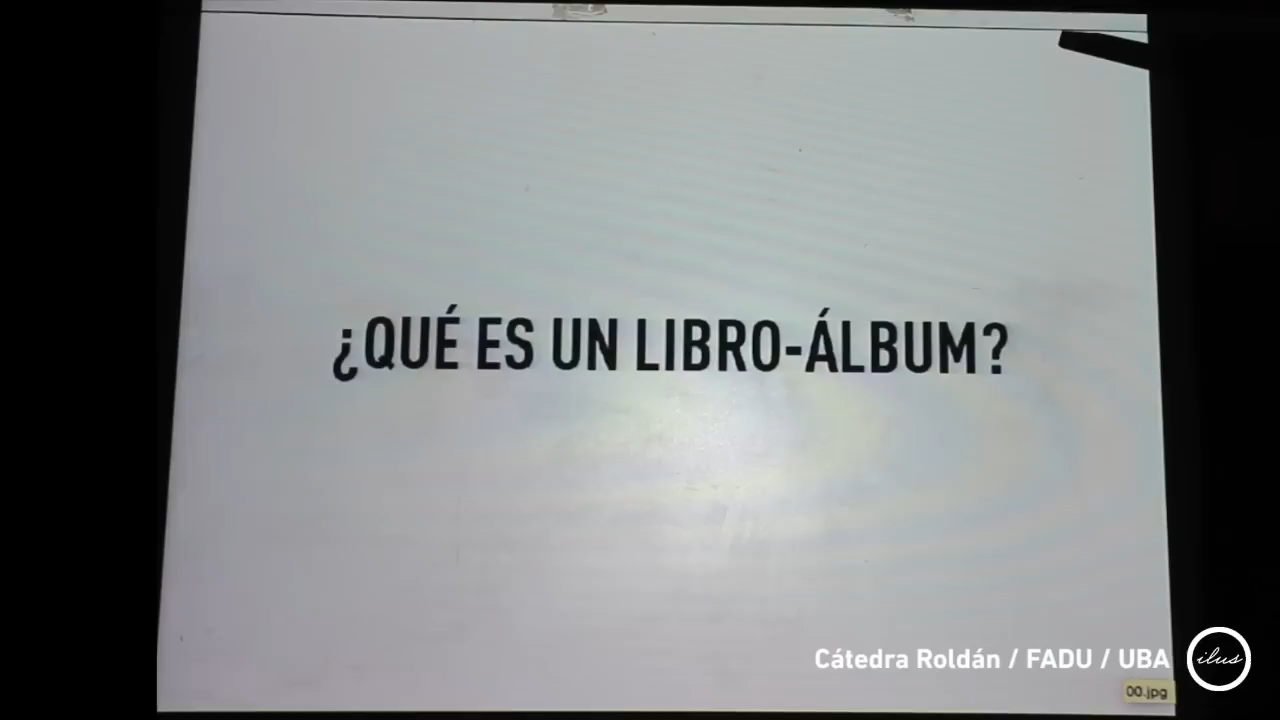 ¿QUÉ ES UN LIBRO-ÁLBUM?
Cátedra Roldán / FADU / UBA
ilus
00.jpg